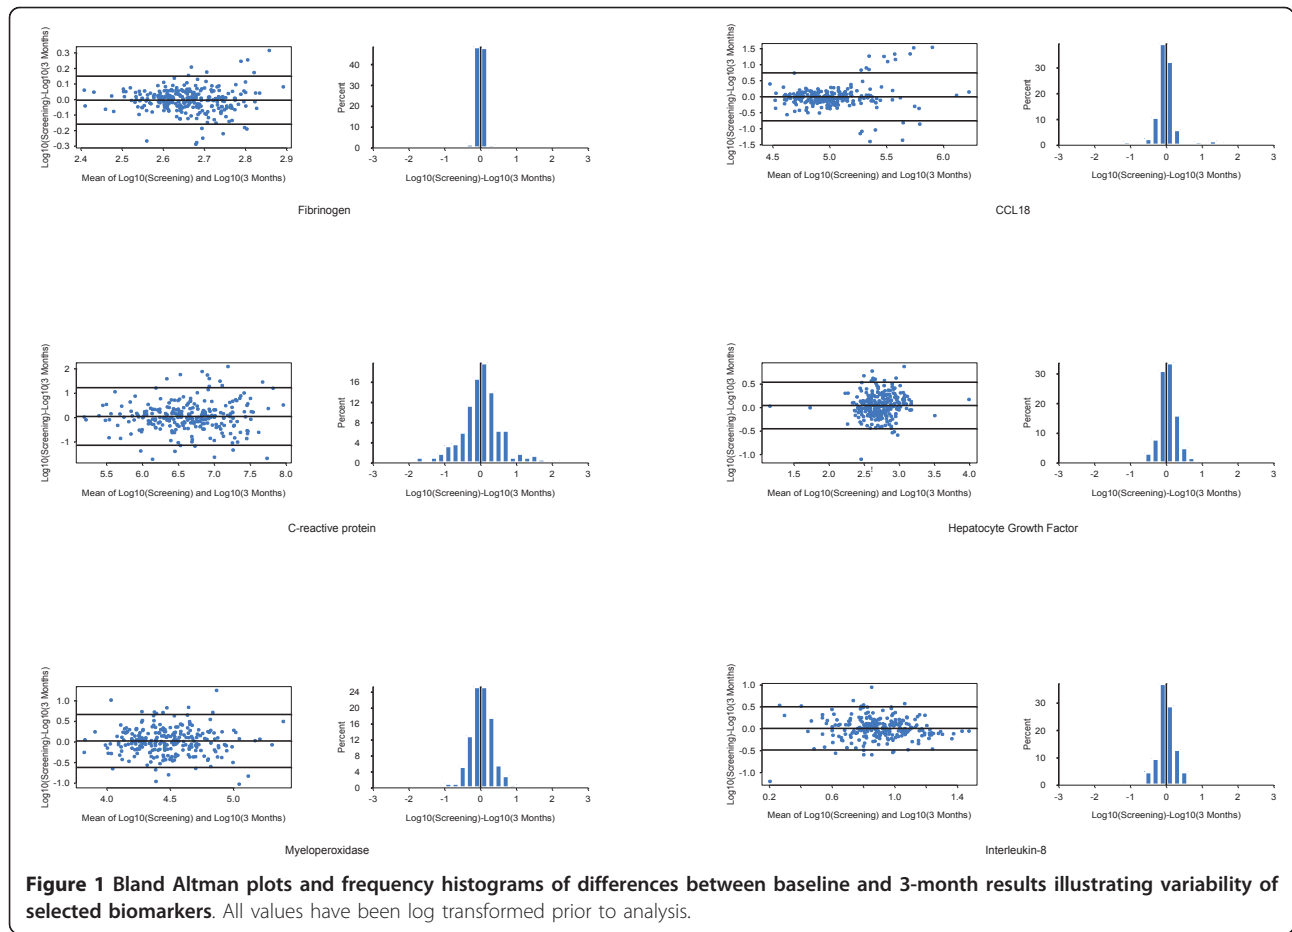 Log10(Screening)-Log10(3 Months)
0.3
0.2
0.1
0.0
-0.1
-0.2
-0.3
2.4 2.5 2.6 2.7 2.8 2.9
Mean of Log10(Screening) and Log10(3 Months)
Percent
40
30
20
10
0
-3 -2 -1 0 1 2 3
Log10(Screening)-Log10(3 Months)
Fibrinogen
Log10(Screening)-Log10(3 Months)
1.5
1.0
0.5
0.0
-0.5
-1.0
-1.5
4.5 5.0 5.5 6.0
Mean of Log10(Screening) and Log10(3 Months)
Percent
30
20
10
0
-3 -2 -1 0 1 2 3
Log10(Screening)-Log10(3 Months)
CCL18
Log10(Screening)-Log10(3 Months)
2
1
0
-1
5.5 6.0 6.5 7.0 7.5 8.0
Mean of Log10(Screening) and Log10(3 Months)
Percent
16
12
8
4
0
-3 -2 -1 0 1 2 3
Log10(Screening)-Log10(3 Months)
C-reactive protein
Log10(Screening)-Log10(3 Months)
0.5
0.0
-0.5
-1.0
1.5 2.0 2.5 3.0 3.5 4.0
Mean of Log10(Screening) and Log10(3 Months)
Percent
30
20
10
0
-3 -2 -1 0 1 2 3
Log10(Screening)-Log10(3 Months)
Hepatocyte Growth Factor
Log10(Screening)-Log10(3 Months)
1.0
0.5
0.0
-0.5
-1.0
4.0 4.5 5.0
Mean of Log10(Screening) and Log10(3 Months)
Percent
24
20
16
12
8
4
0
-3 -2 -1 0 1 2 3
Log10(Screening)-Log10(3 Months)
Myeloperoxidase
Log10(Screening)-Log10(3 Months)
1.0
0.5
0.0
-0.5
-1.0
0.2 0.6 1.0 1.4
Mean of Log10(Screening) and Log10(3 Months)
Percent
30
20
10
0
-3 -2 -1 0 1 2 3
Log10(Screening)-Log10(3 Months)
Interleukin-8
Figure 1 Bland Altman plots and frequency histograms of differences between baseline and 3-month results illustrating variability of
selected biomarkers. All values have been log transformed prior to analysis.